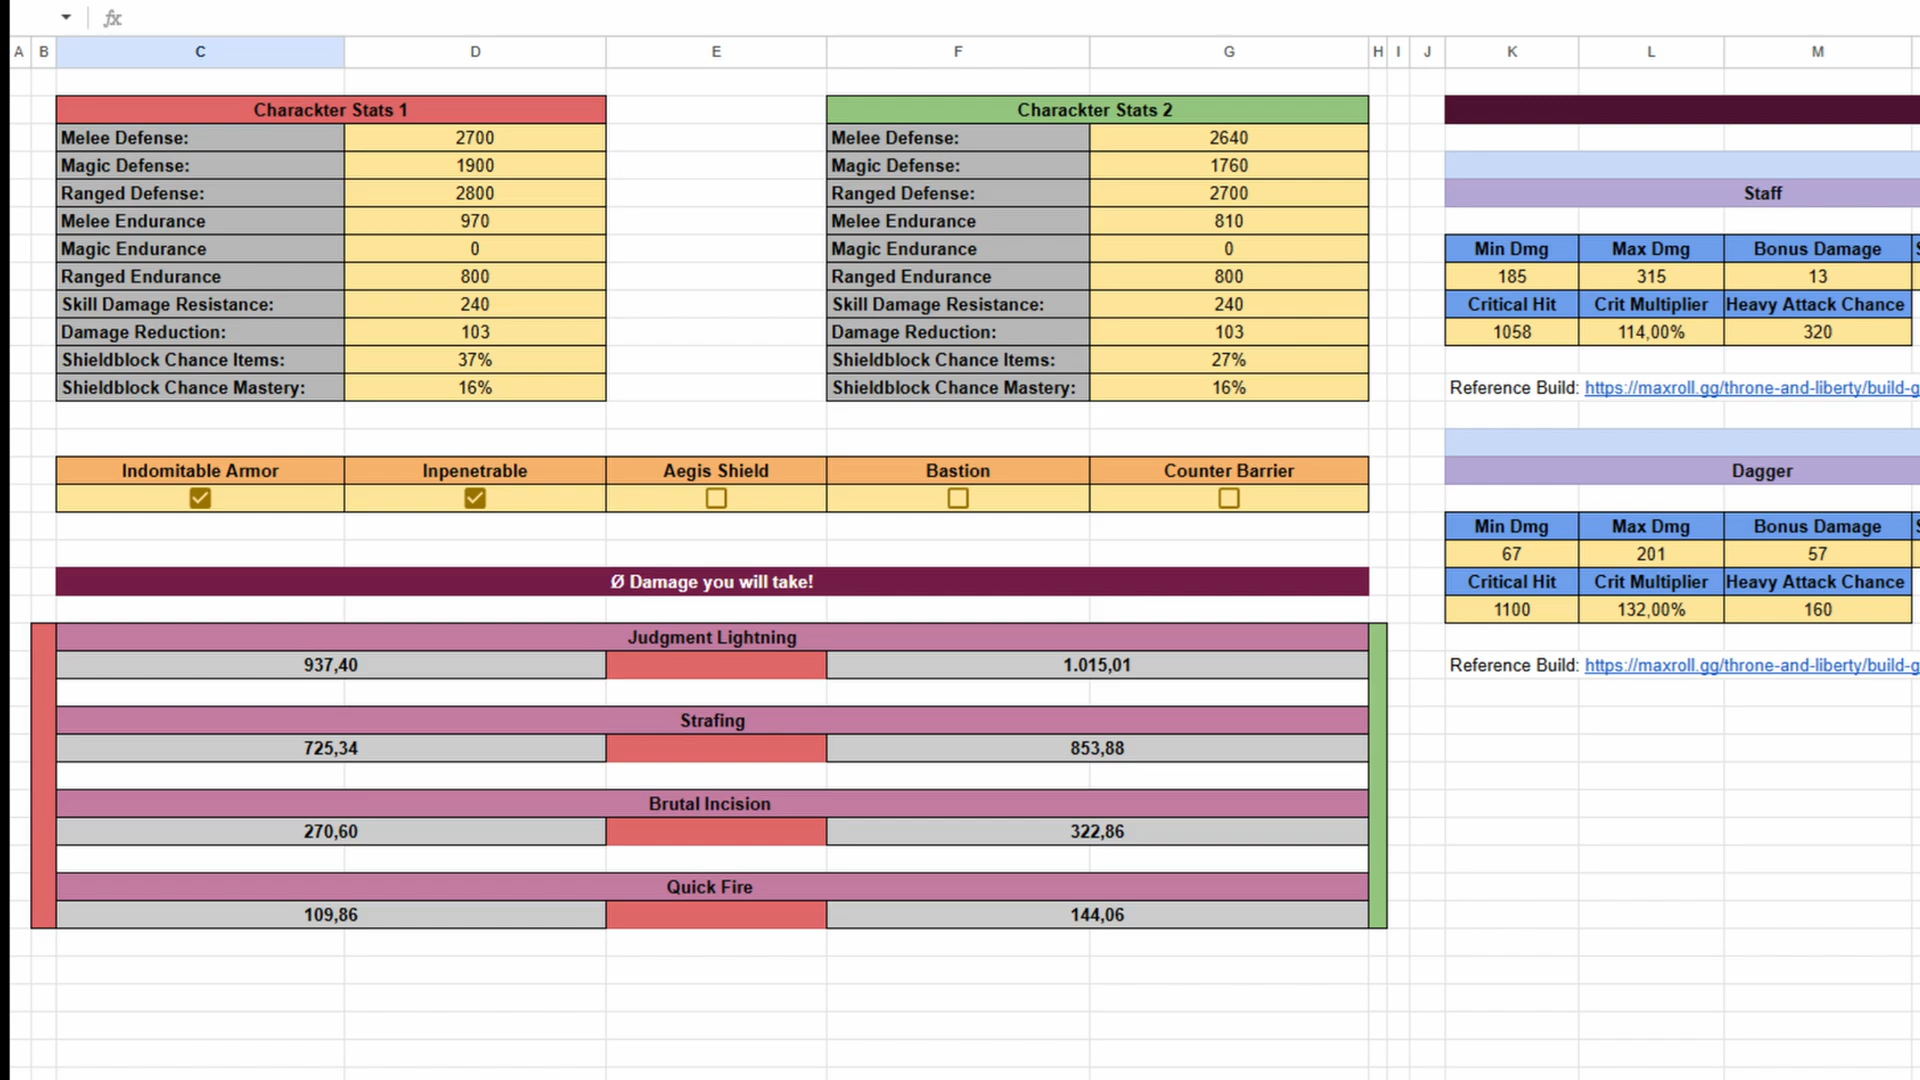 fx
A B C D E F G H I J K L M
Charackter Stats 1
Melee Defense: 2700
Magic Defense: 1900
Ranged Defense: 2800
Melee Endurance 970
Magic Endurance 0
Ranged Endurance 800
Skill Damage Resistance: 240
Damage Reduction: 103
Shieldblock Chance Items: 37%
Shieldblock Chance Mastery: 16%
Charackter Stats 2
Melee Defense: 2640
Magic Defense: 1760
Ranged Defense: 2700
Melee Endurance 810
Magic Endurance 0
Ranged Endurance 800
Skill Damage Resistance: 240
Damage Reduction: 103
Shieldblock Chance Items: 27%
Shieldblock Chance Mastery: 16%
Indomitable Armor Inpenetrable Aegis Shield Bastion Counter Barrier
Ø Damage you will take!
Judgment Lightning
937,40 1.015,01
Strafing
725,34 853,88
Brutal Incision
270,60 322,86
Quick Fire
109,86 144,06
Staff
Min Dmg Max Dmg Bonus Damage
185 315 13
Critical Hit Crit Multiplier Heavy Attack Chance
1058 114,00% 320
Reference Build: https://maxroll.gg/throne-and-liberty/build-g
Dagger
Min Dmg Max Dmg Bonus Damage
67 201 57
Critical Hit Crit Multiplier Heavy Attack Chance
1100 132,00% 160
Reference Build: https://maxroll.gg/throne-and-liberty/build-g